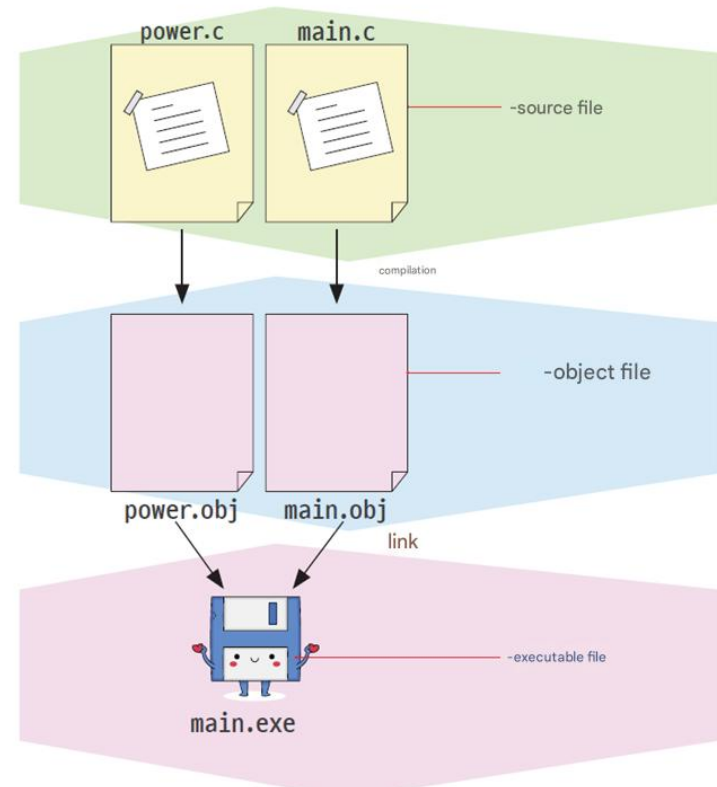 power.c
main.c
-source file
compilation
-object file
power.obj
main.obj
link
-executable file
main.exe